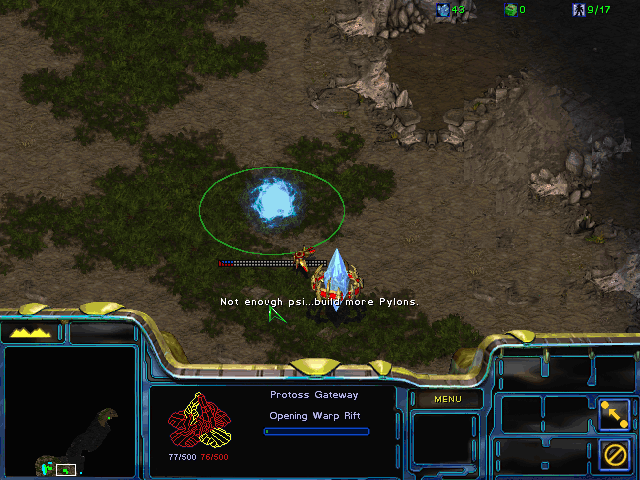 43 0 9/17
Not enough psi...build more Pylons.
Protoss Gateway
Opening Warp Rift
MENU
77/500 76/500